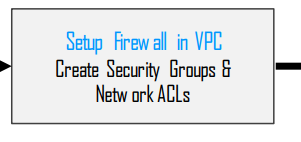 Setup Firewall in VPC
Create Security Groups &
Network ACLs